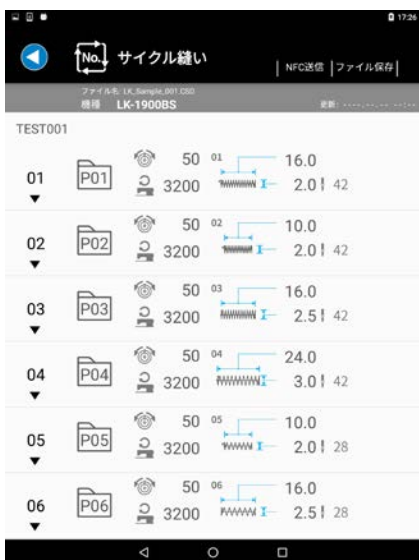 17:26
No. サイクル縫い
NFC送信 ファイル保存
ファイル名: LK_Sample_001.CSD
機種 LK-1900BS 更新: ----.--.-- --:--
TEST001
01 P01 50 01 16.0
3200 2.0 42
02 P02 50 02 10.0
3200 2.0 42
03 P03 50 03 16.0
3200 2.5 42
04 P04 50 04 24.0
3200 3.0 42
05 P05 50 05 10.0
3200 2.0 28
06 P06 50 06 16.0
3200 2.5 28